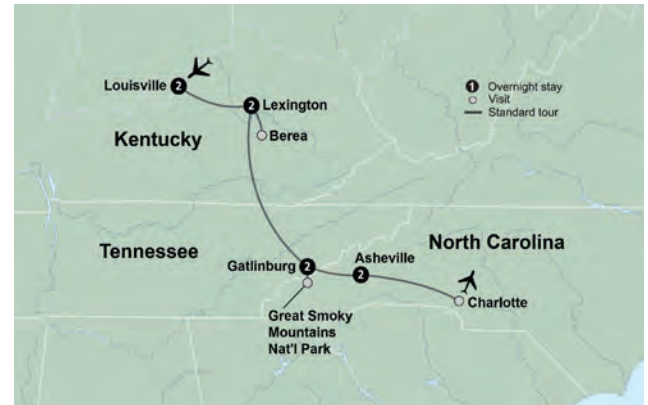 Louisville 2
1 Overnight stay
Visit
Standard tour
2 Lexington
Kentucky
Berea
Tennessee
North Carolina
Gatlinburg 2
Asheville
2
Charlotte
Great Smoky
Mountains
Nat'l Park